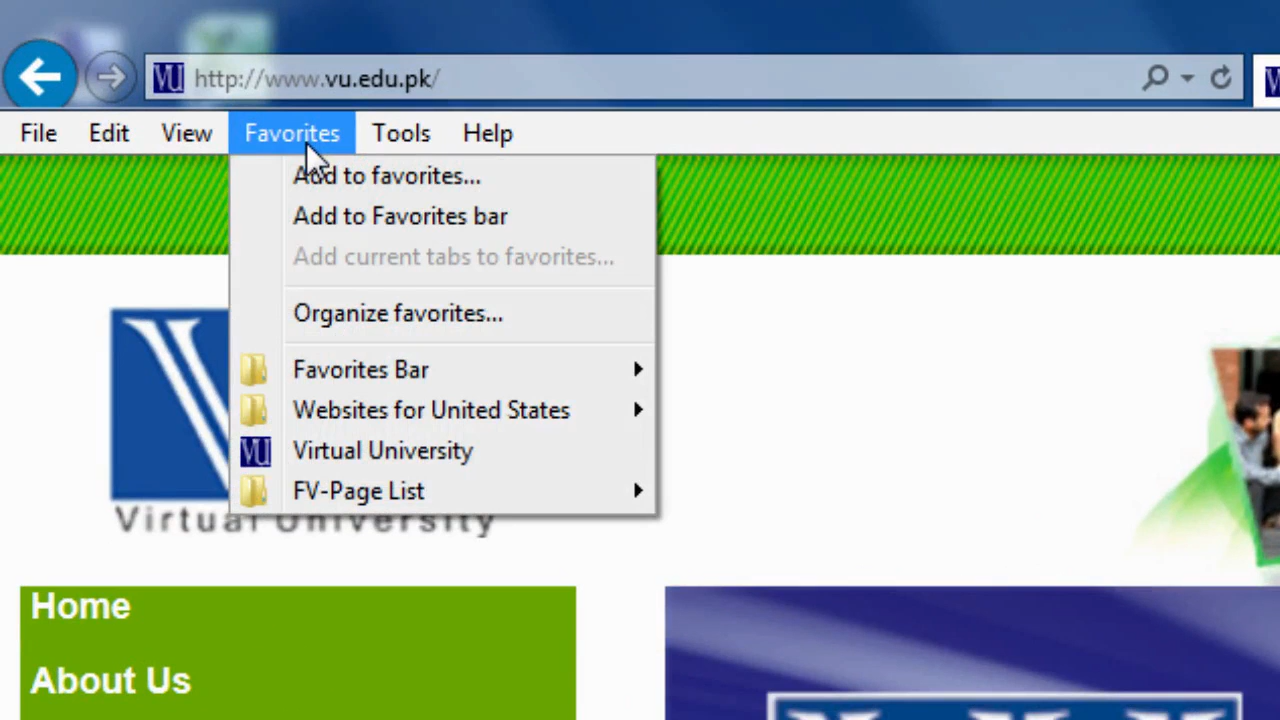 VU http://www.vu.edu.pk/
File Edit View Favorites Tools Help
Add to favorites...
Add to Favorites bar
Add current tabs to favorites...
Organize favorites...
Favorites Bar
Websites for United States
VU Virtual University
FV-Page List
Virtual University
Home
About Us